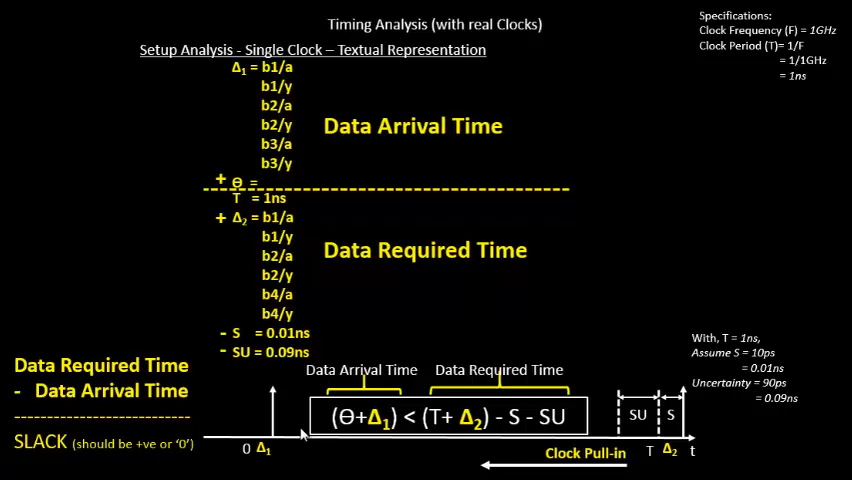 Timing Analysis (with real Clocks)
Specifications:
Clock Frequency (F) = 1GHz
Clock Period (T)= 1/F
= 1/1GHz
= 1ns
Setup Analysis - Single Clock – Textual Representation
Δ1 = b1/a
b1/y
b2/a
b2/y
b3/a
b3/y
+ Ɵ =
Data Arrival Time
T = 1ns
+ Δ2 = b1/a
b1/y
b2/a
b2/y
b4/a
b4/y
- S = 0.01ns
- SU = 0.09ns
Data Required Time
With, T = 1ns,
Assume S = 10ps
= 0.01ns
Uncertainty = 90ps
= 0.09ns
Data Required Time
- Data Arrival Time
SLACK (should be +ve or ‘0’)
Data Arrival Time Data Required Time
(Ɵ+Δ1) < (T+ Δ2) - S - SU
SU S
0 Δ1 T Δ2 t
Clock Pull-in